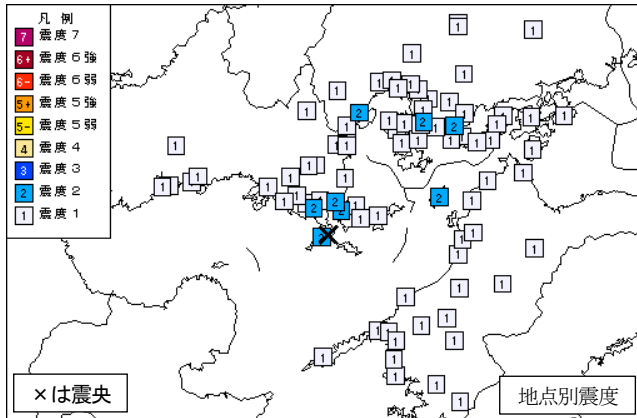 凡 例
7 震度７
6+ 震度６強
6- 震度６弱
5+ 震度５強
5- 震度５弱
4 震度４
3 震度３
2 震度２
1 震度１
×は震央
地点別震度